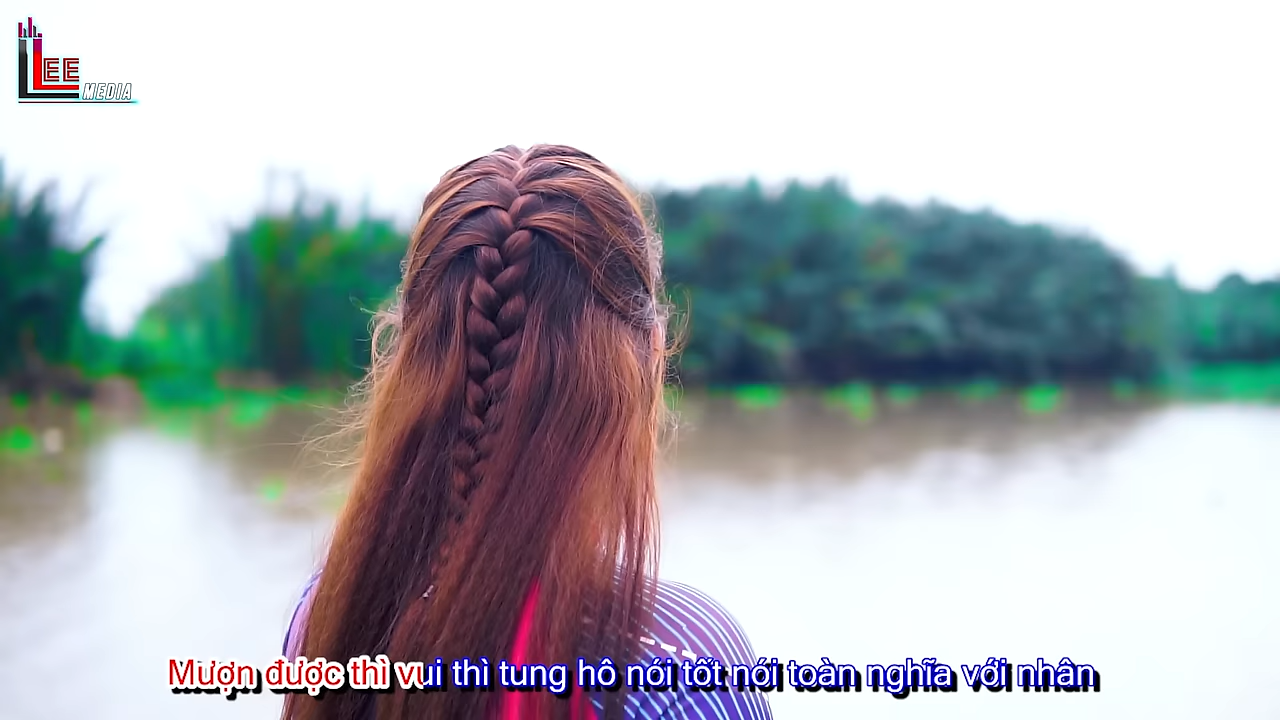 LEE
MEDIA
Mượn được thì vui thì tung hô nói tốt nói toàn nghĩa với nhân